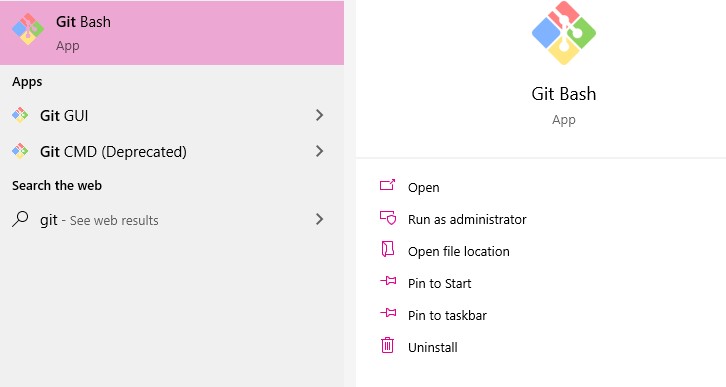 Git Bash
App
Apps
Git GUI
Git CMD (Deprecated)
Search the web
git - See web results
Git Bash
App
Open
Run as administrator
Open file location
Pin to Start
Pin to taskbar
Uninstall